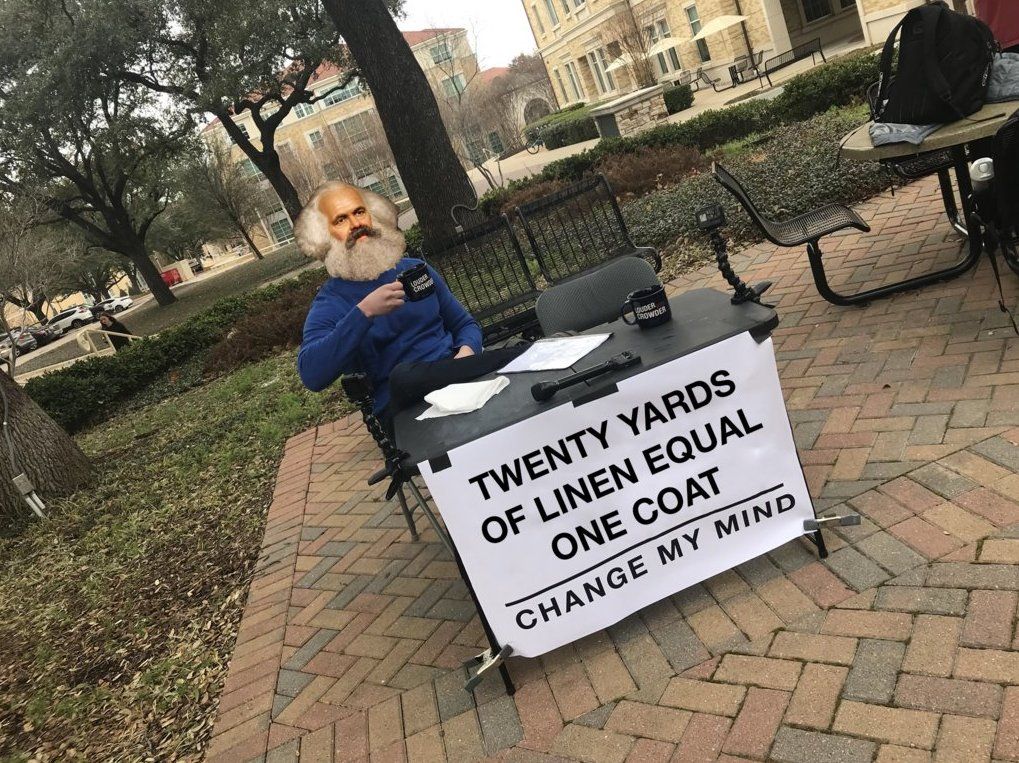 LOUDER
CROWDER
LOUDER
CROWDER
TWENTY YARDS
OF LINEN EQUAL
ONE COAT
CHANGE MY MIND